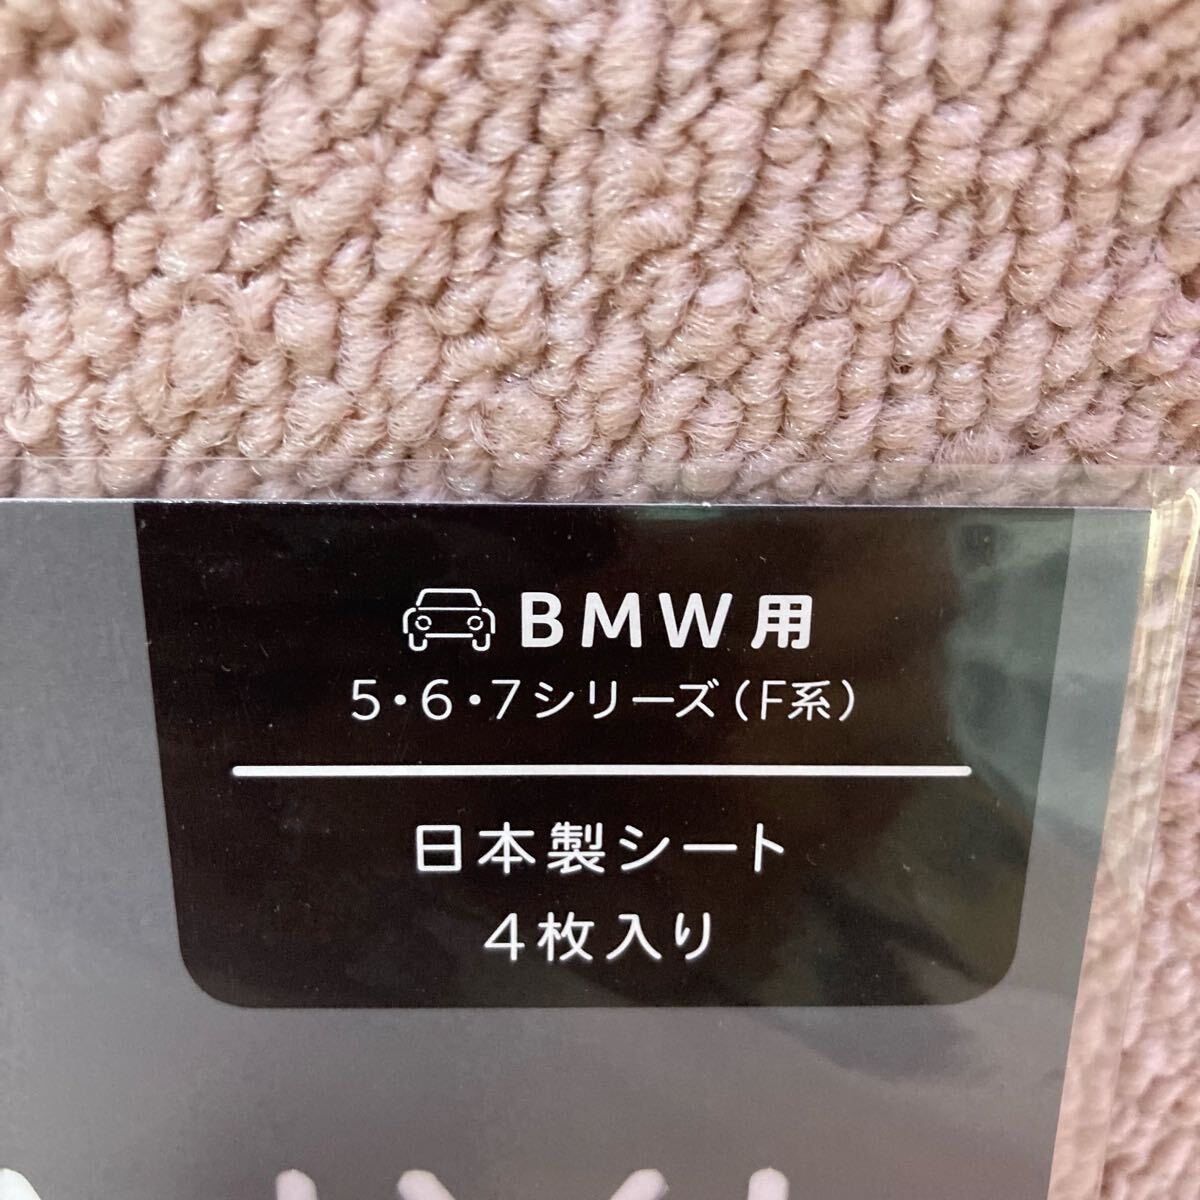 BMW用
5・6・7シリーズ(F系)
日本製シート
4枚入り